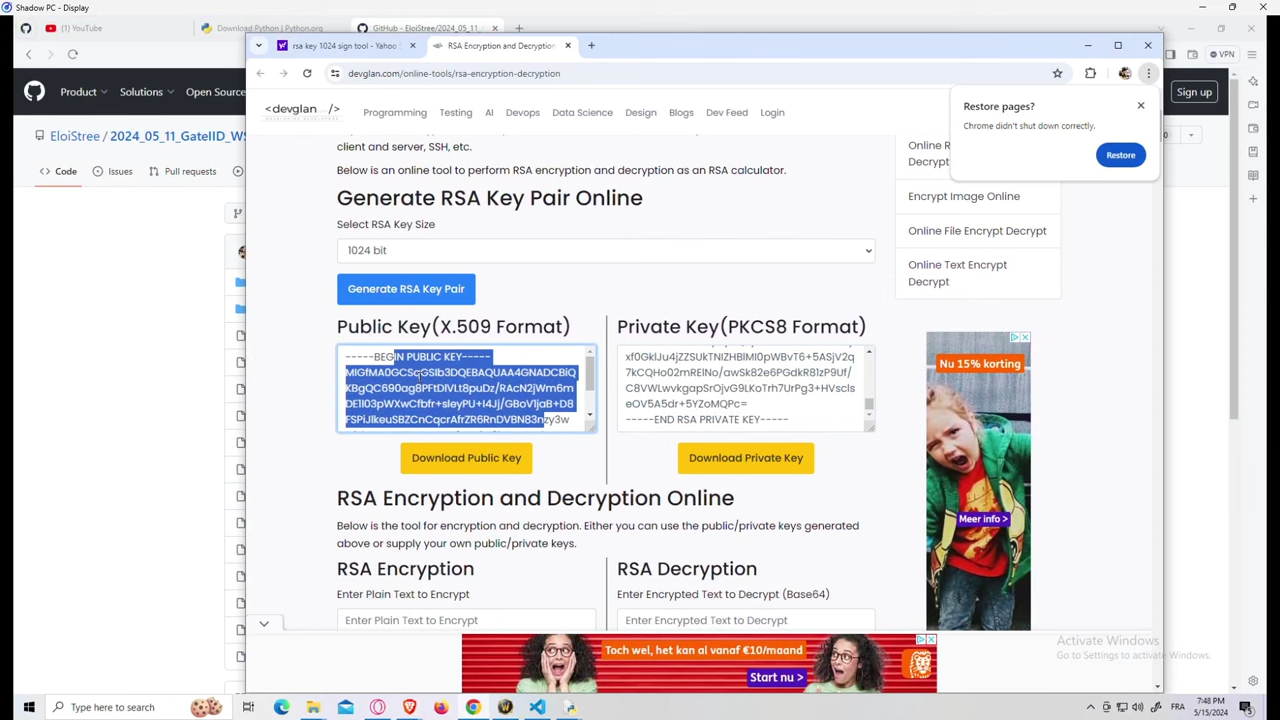 Shadow PC - Display
YouTube
Download Python | Python.org
GitHub - EloiStree/2024_05_11_G
rsa key 1024 sign tool - Yahoo
RSA Encryption and Decryption
devglan.com/online-tools/rsa-encryption-decryption
VPN
Product
Solutions
Open Source
Sign up
EloiStree / 2024_05_11_GateIID_WS
Code
Issues
Pull requests
<devglan />
Programming
Testing
AI
Devops
Data Science
Design
Blogs
Dev Feed
Login
Restore pages?
Chrome didn't shut down correctly.
Restore
client and server, SSH, etc.
Below is an online tool to perform RSA encryption and decryption as an RSA calculator.
Generate RSA Key Pair Online
Select RSA Key Size
1024 bit
Generate RSA Key Pair
Online R
Decrypt
Encrypt Image Online
Online File Encrypt Decrypt
Online Text Encrypt
Decrypt
Public Key(X.509 Format)
-----BEGIN PUBLIC KEY-----
Private Key(PKCS8 Format)
-----END RSA PRIVATE KEY-----
Download Public Key
Download Private Key
RSA Encryption and Decryption Online
Below is the tool for encryption and decryption. Either you can use the public/private keys generated
above or supply your own public/private keys.
RSA Encryption
Enter Plain Text to Encrypt
Enter Plain Text to Encrypt
RSA Decryption
Enter Encrypted Text to Decrypt (Base64)
Enter Encrypted Text to Decrypt
Nu 15% korting
Meer info >
Toch wel, het kan al vanaf €10/maand
Start nu >
ING
Activate Windows
Go to Settings to activate Windows.
Type here to search
FRA
7:48 PM
5/15/2024